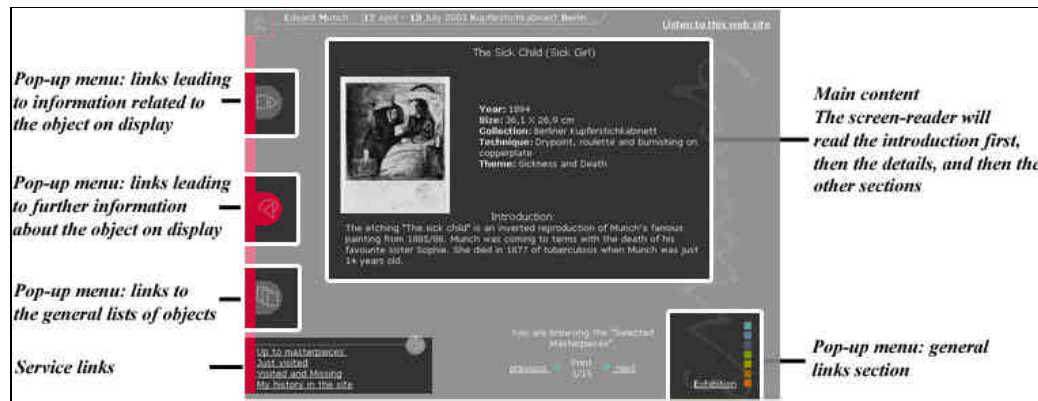 Edvard Munch | 12 April - 13 July 2003 Kupferstichkabinett Berlin
Listen to this web site
Pop-up menu: links leading
to information related to
the object on display
Pop-up menu: links leading
to further information
about the object on display
Pop-up menu: links to
the general lists of objects
Service links
The Sick Child (Sick Girl)
Year: 1894
Size: 36,1 X 26,9 cm
Collection: Berliner Kupferstichkabinett
Technique: Drypoint, roulette and burnishing on
copperplate
Theme: Sickness and Death
Introduction
The etching "The sick child" is an inverted reproduction of Munch's famous
painting from 1885/86. Munch was coming to terms with the death of his
favourite sister Sophie. She died in 1877 of tuberculosis when Munch was just
14 years old.
Up to masterpieces
Just visited
Visited and Missing
My history in the site
You are browsing the "Selected
Masterpieces".
previous Print next
1/15
Exhibition
Main content
The screen-reader will
read the introduction first,
then the details, and then the
other sections
Pop-up menu: general
links section